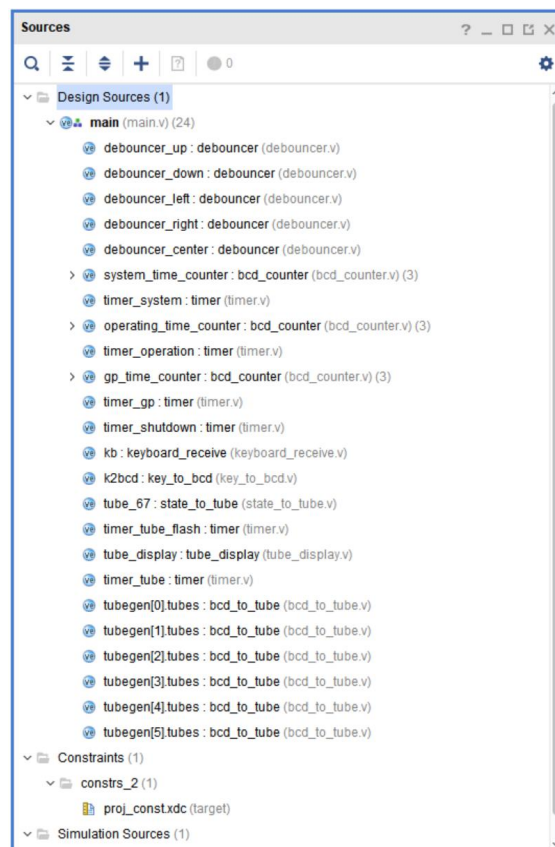 Sources
0
Design Sources (1)
main (main.v) (24)
debouncer_up : debouncer (debouncer.v)
debouncer_down : debouncer (debouncer.v)
debouncer_left : debouncer (debouncer.v)
debouncer_right : debouncer (debouncer.v)
debouncer_center : debouncer (debouncer.v)
system_time_counter : bcd_counter (bcd_counter.v) (3)
timer_system : timer (timer.v)
operating_time_counter : bcd_counter (bcd_counter.v) (3)
timer_operation : timer (timer.v)
gp_time_counter : bcd_counter (bcd_counter.v) (3)
timer_gp : timer (timer.v)
timer_shutdown : timer (timer.v)
kb : keyboard_receive (keyboard_receive.v)
k2bcd : key_to_bcd (key_to_bcd.v)
tube_67 : state_to_tube (state_to_tube.v)
timer_tube_flash : timer (timer.v)
tube_display : tube_display (tube_display.v)
timer_tube : timer (timer.v)
tubegen[0].tubes : bcd_to_tube (bcd_to_tube.v)
tubegen[1].tubes : bcd_to_tube (bcd_to_tube.v)
tubegen[2].tubes : bcd_to_tube (bcd_to_tube.v)
tubegen[3].tubes : bcd_to_tube (bcd_to_tube.v)
tubegen[4].tubes : bcd_to_tube (bcd_to_tube.v)
tubegen[5].tubes : bcd_to_tube (bcd_to_tube.v)
Constraints (1)
constrs_2 (1)
proj_const.xdc (target)
Simulation Sources (1)